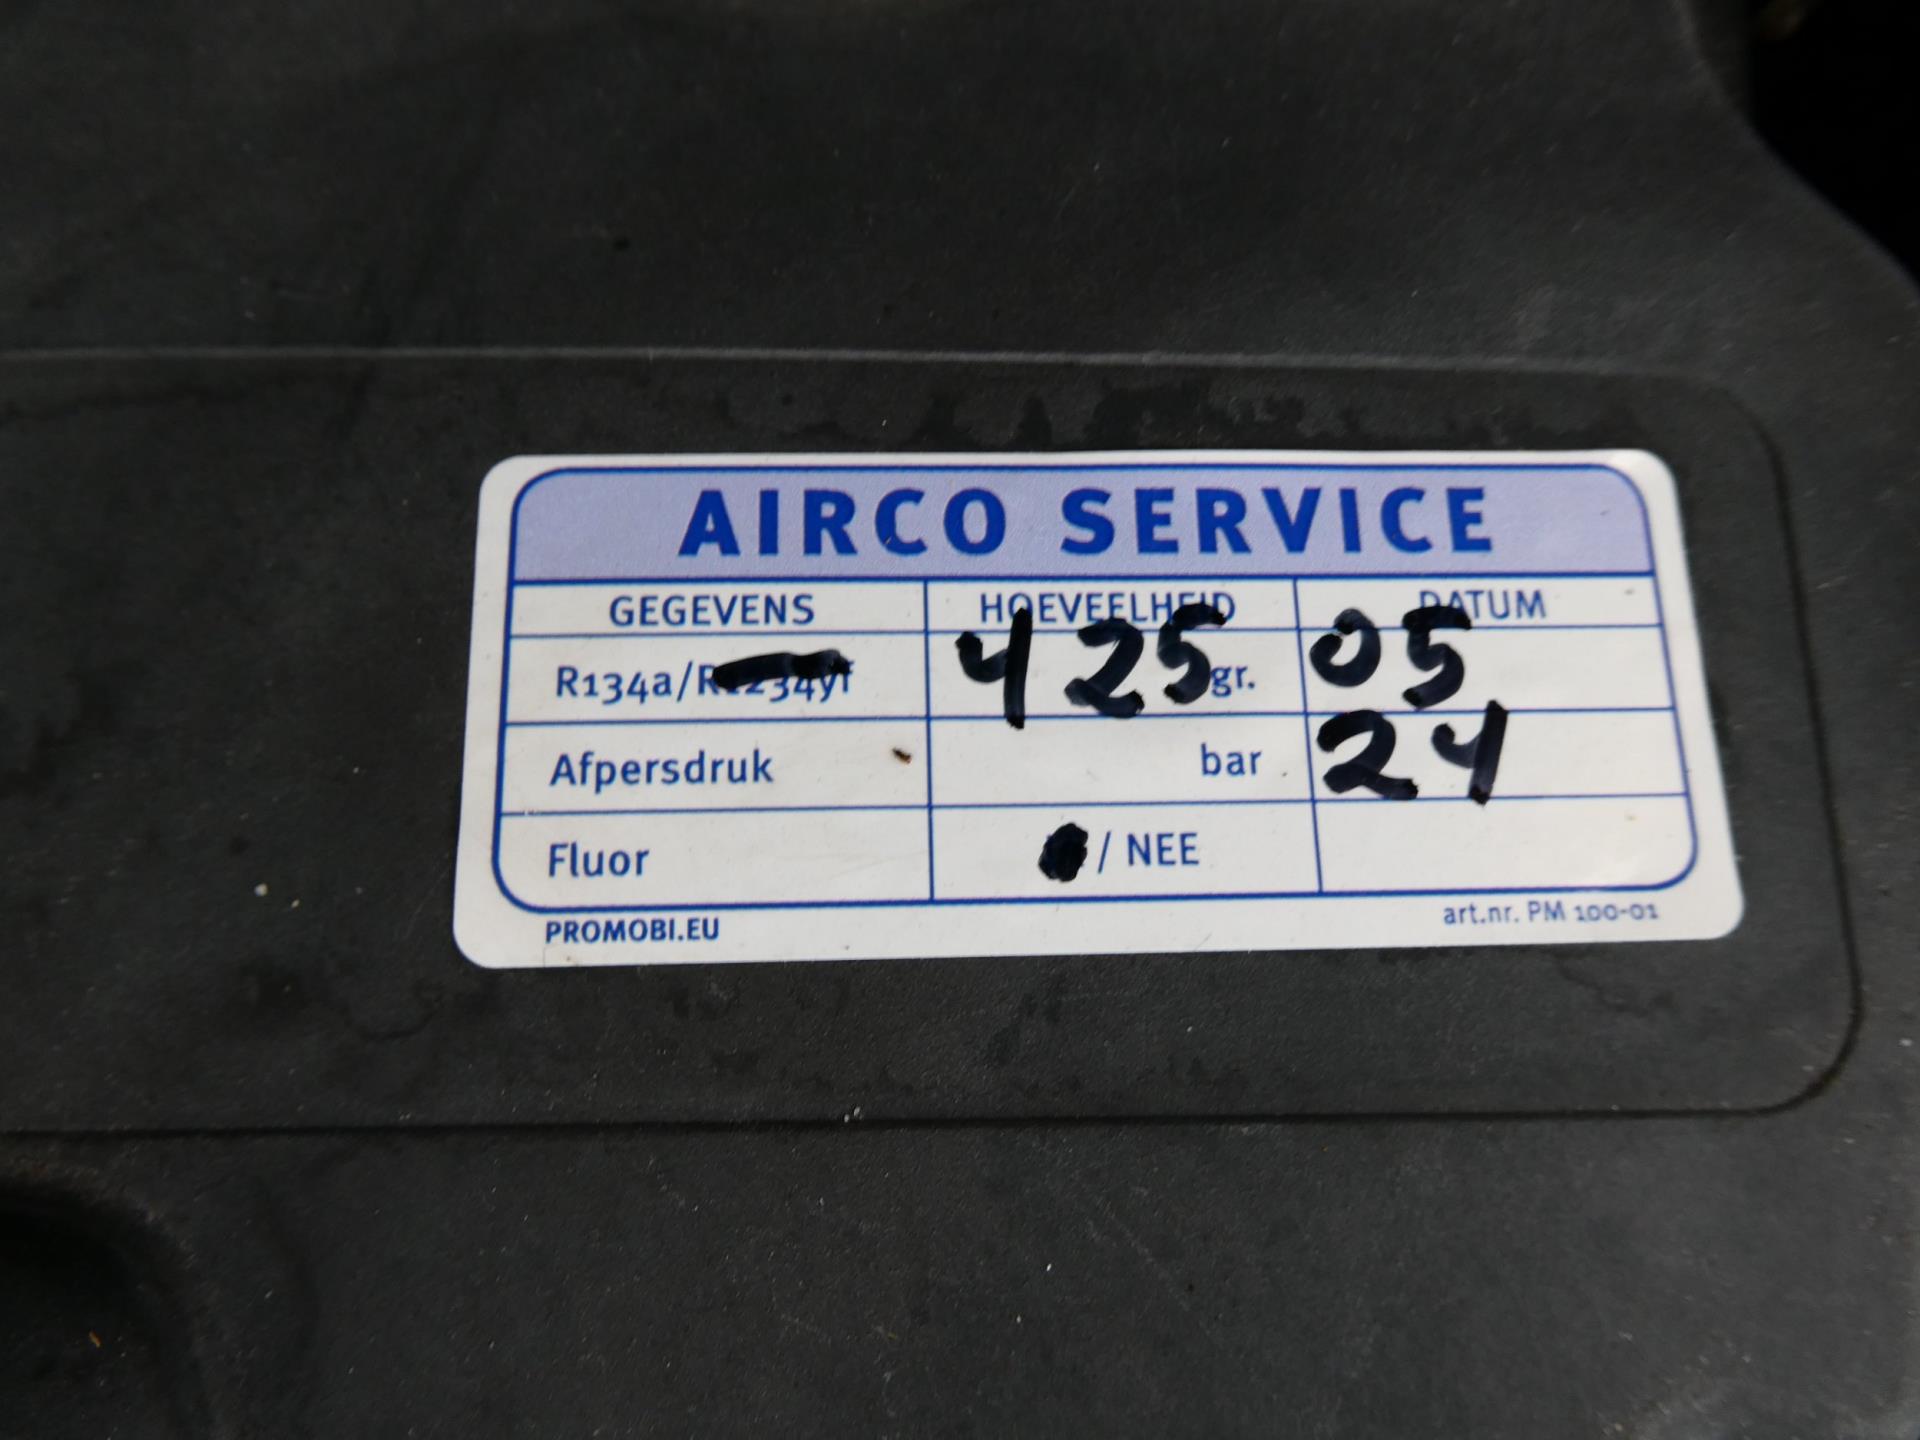 AIRCO SERVICE
GEGEVENS HOEVEELHEID DATUM
R134a/R1234yf 425 gr. 05
Afpersdruk bar 24
Fluor / NEE
PROMOBI.EU art.nr. PM 100-01